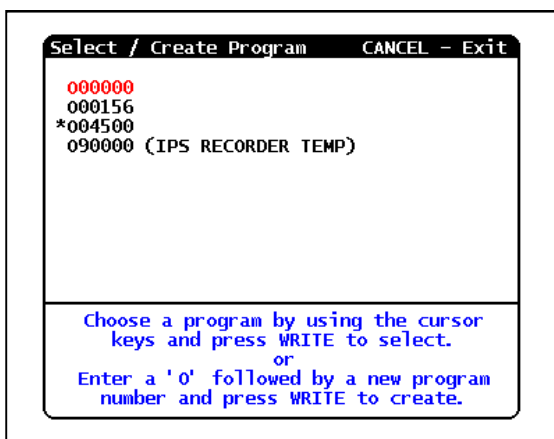 Select / Create Program CANCEL - Exit
O00000
O00156
*O04500
O90000 (IPS RECORDER TEMP)
Choose a program by using the cursor
keys and press WRITE to select.
or
Enter a 'O' followed by a new program
number and press WRITE to create.